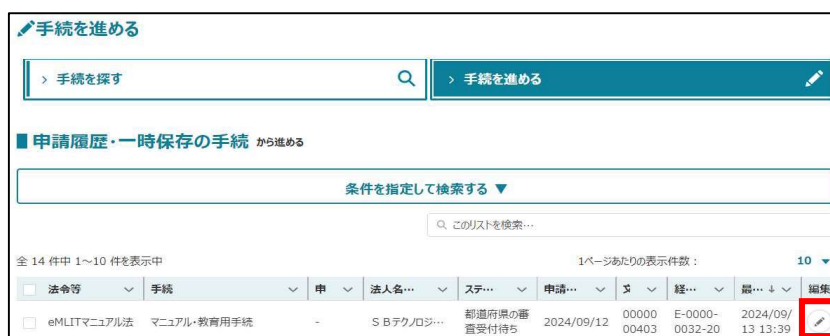 手続を進める
> 手続を探す
> 手続を進める
■申請履歴・一時保存の手続 から進める
条件を指定して検索する ▼
このリストを検索…
全 14 件中 1~10 件を表示中
1ページあたりの表示件数:
10
法令等 手続 申 法人名… ステ… 申請… 経… 最…↓ 編集
eMLITマニュアル法 マニュアル・教育用手続 - SBテクノロジ… 都道府県の審 2024/09/12 00000 E-0000- 2024/09/
査受付待ち 00403 0032-20 13 13:39